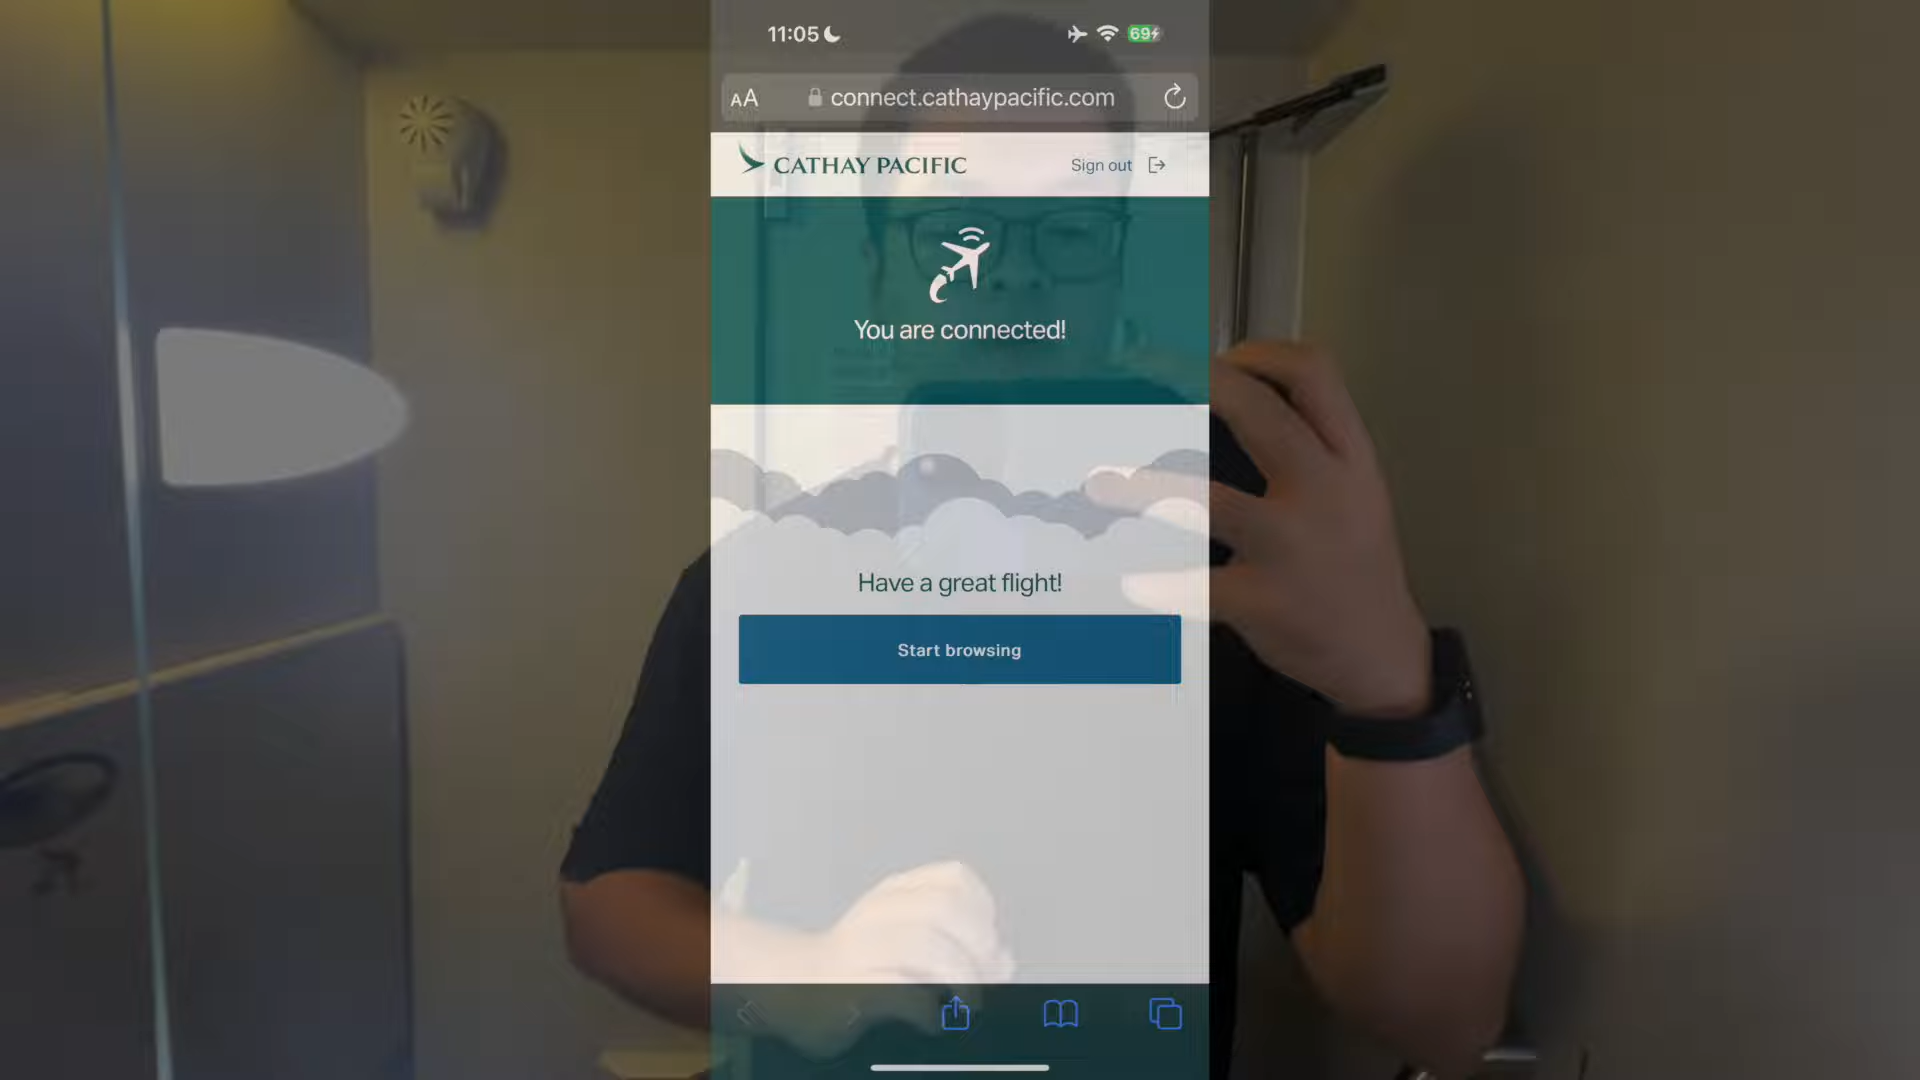 11:05
69
AA connect.cathaypacific.com
CATHAY PACIFIC
Sign out
You are connected!
Have a great flight!
Start browsing